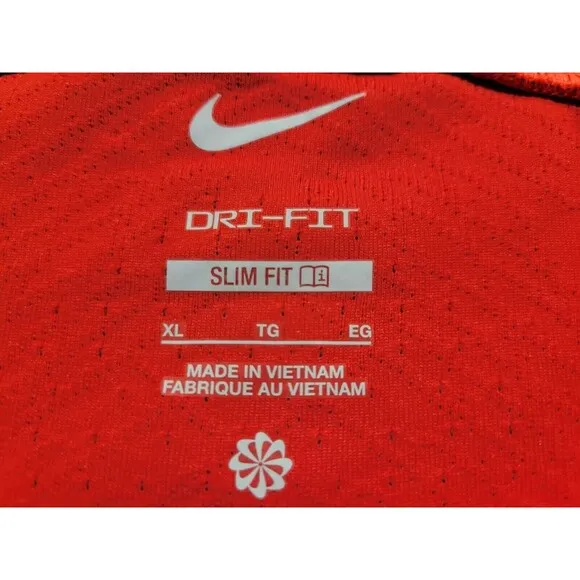 DRI-FIT
SLIM FIT
XL TG EG
MADE IN VIETNAM
FABRIQUE AU VIETNAM